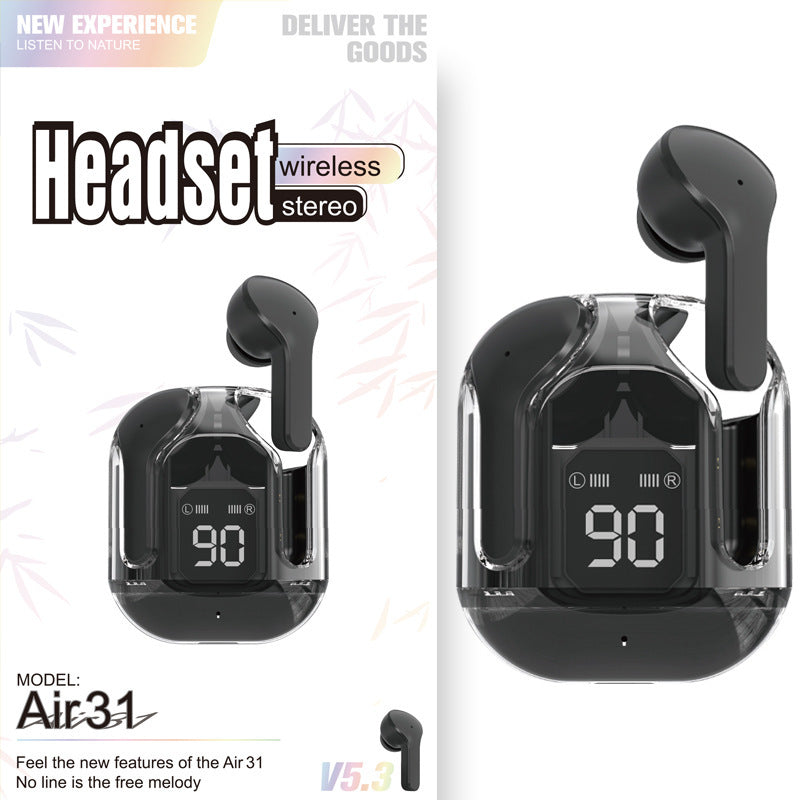 NEW EXPERIENCE
LISTEN TO NATURE
DELIVER THE
GOODS
Headset
wireless
stereo
L R
90
L R
90
MODEL:
Air31
Feel the new features of the Air 31
No line is the free melody
V5.3